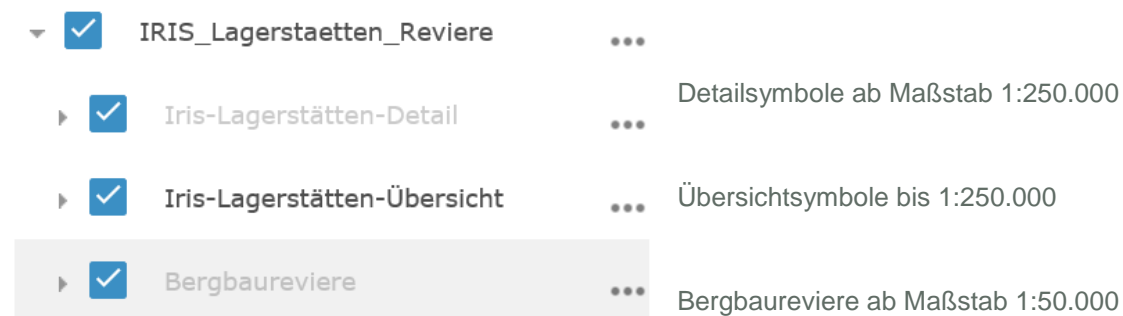 IRIS_Lagerstaetten_Reviere
Iris-Lagerstätten-Detail
Detailsymbole ab Maßstab 1:250.000
Iris-Lagerstätten-Übersicht
Übersichtsymbole bis 1:250.000
Bergbaureviere
Bergbaureviere ab Maßstab 1:50.000